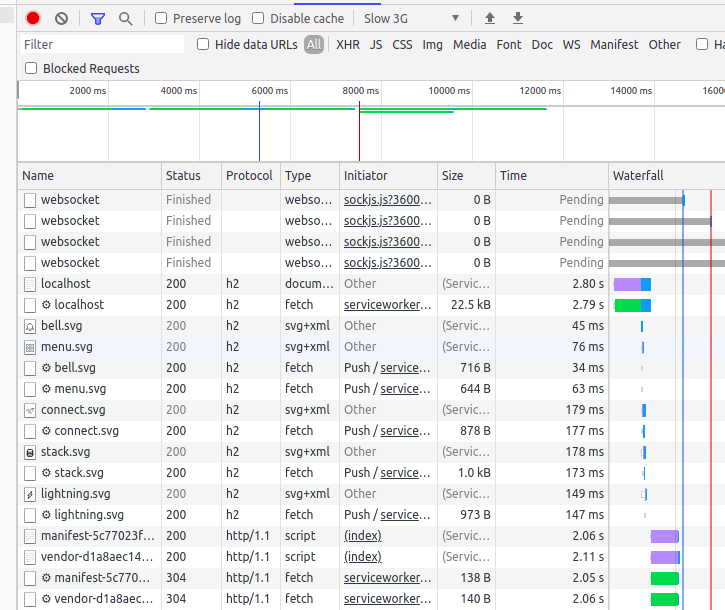 Preserve log Disable cache Slow 3G
Filter Hide data URLs All XHR JS CSS Img Media Font Doc WS Manifest Other Ha
Blocked Requests
2000 ms 4000 ms 6000 ms 8000 ms 10000 ms 12000 ms 14000 ms 16000
Name Status Protocol Type Initiator Size Time Waterfall
websocket Finished webso... sockjs.js?3600... 0 B Pending
websocket Finished webso... sockjs.js?3600... 0 B Pending
websocket Finished webso... sockjs.js?3600... 0 B Pending
websocket Finished webso... sockjs.js?3600... 0 B Pending
localhost 200 h2 docum... Other (Servic... 2.80 s
localhost 200 h2 fetch serviceworker... 22.5 kB 2.79 s
bell.svg 200 h2 svg+xml Other (Servic... 45 ms
menu.svg 200 h2 svg+xml Other (Servic... 76 ms
bell.svg 200 h2 fetch Push / service... 716 B 34 ms
menu.svg 200 h2 fetch Push / service... 644 B 63 ms
connect.svg 200 h2 svg+xml Other (Servic... 179 ms
connect.svg 200 h2 fetch Push / service... 878 B 177 ms
stack.svg 200 h2 svg+xml Other (Servic... 178 ms
stack.svg 200 h2 fetch Push / service... 1.0 kB 173 ms
lightning.svg 200 h2 svg+xml Other (Servic... 149 ms
lightning.svg 200 h2 fetch Push / service... 973 B 147 ms
manifest-5c77023f... 200 http/1.1 script (index) (Servic... 2.06 s
vendor-d1a8aec14... 200 http/1.1 script (index) (Servic... 2.11 s
manifest-5c770... 304 http/1.1 fetch serviceworker... 138 B 2.05 s
vendor-d1a8aec... 304 http/1.1 fetch serviceworker... 140 B 2.06 s